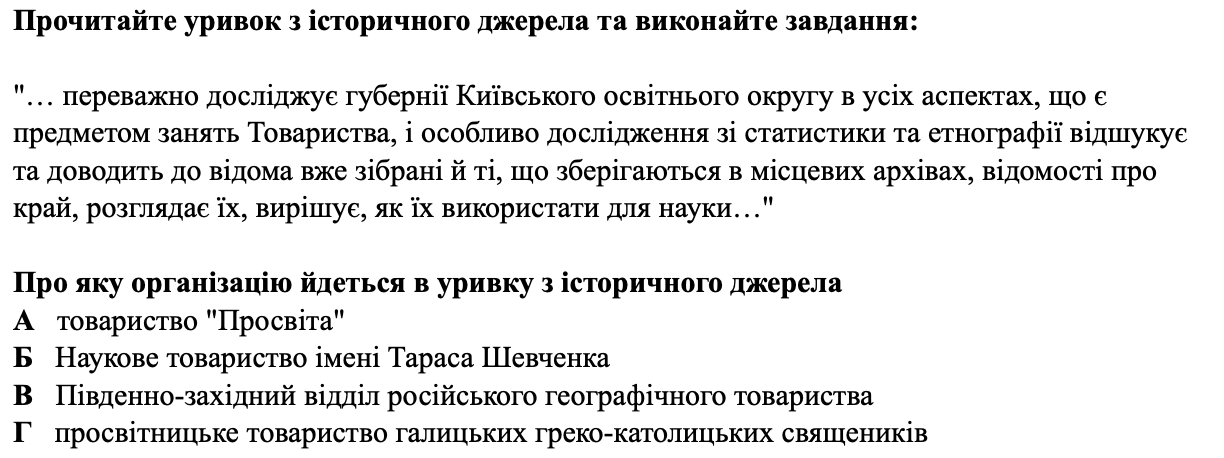 Прочитайте уривок з історичного джерела та виконайте завдання:
"… переважно досліджує губернії Київського освітнього округу в усіх аспектах, що є
предметом занять Товариства, і особливо дослідження зі статистики та етнографії відшукує
та доводить до відома вже зібрані й ті, що зберігаються в місцевих архівах, відомості про
край, розглядає їх, вирішує, як їх використати для науки…"
Про яку організацію йдеться в уривку з історичного джерела
А товариство "Просвіта"
Б Наукове товариство імені Тараса Шевченка
В Південно-західний відділ російського географічного товариства
Г просвітницьке товариство галицьких греко-католицьких священиків